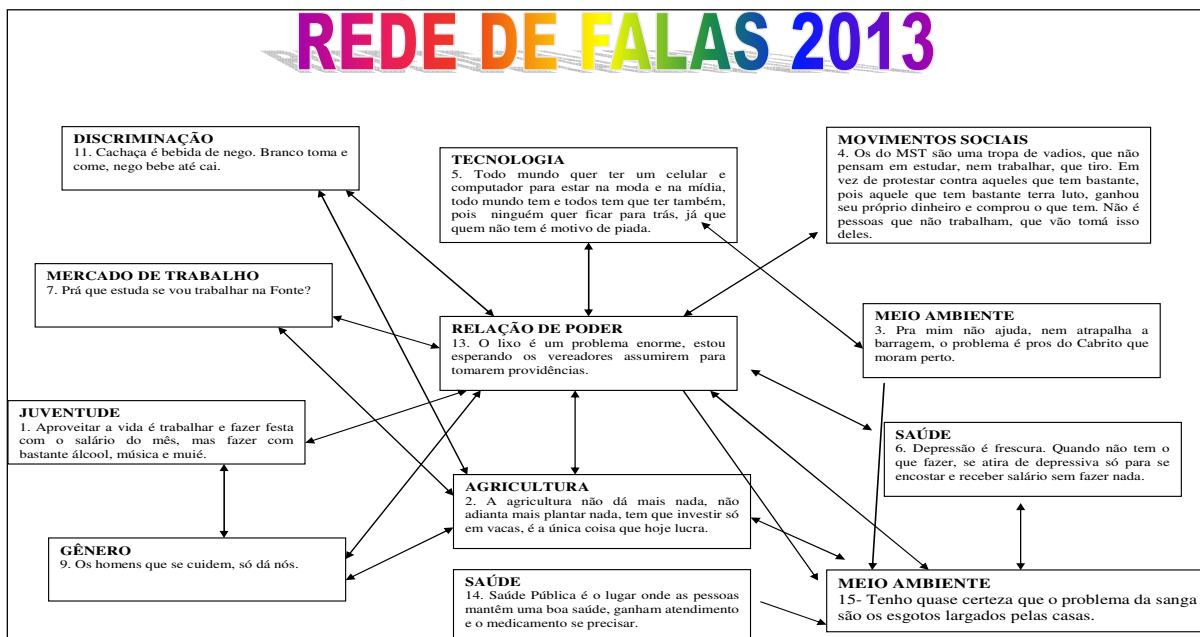 REDE DE FALAS 2013
DISCRIMINAÇÃO
11. Cachaça é bebida de nego. Branco toma e
come, nego bebe até cai.
TECNOLOGIA
5. Todo mundo quer ter um celular e
computador para estar na moda e na mídia,
todo mundo tem e todos tem que ter também,
pois ninguém quer ficar para trás, já que
quem não tem é motivo de piada.
MOVIMENTOS SOCIAIS
4. Os do MST são uma tropa de vadios, que não
pensam em estudar, nem trabalhar, que tiro. Em
vez de protestar contra aqueles que tem bastante,
pois aquele que tem bastante terra luto, ganhou
seu próprio dinheiro e comprou o que tem. Não é
pessoas que não trabalham, que vão tomá isso
deles.
MERCADO DE TRABALHO
7. Prá que estuda se vou trabalhar na Fonte?
RELAÇÃO DE PODER
13. O lixo é um problema enorme, estou
esperando os vereadores assumirem para
tomarem providências.
MEIO AMBIENTE
3. Pra mim não ajuda, nem atrapalha a
barragem, o problema é pros do Cabrito que
moram perto.
JUVENTUDE
1. Aproveitar a vida é trabalhar e fazer festa
com o salário do mês, mas fazer com
bastante álcool, música e muié.
SAÚDE
6. Depressão é frescura. Quando não tem o
que fazer, se atira de depressiva só para se
encostar e receber salário sem fazer nada.
AGRICULTURA
2. A agricultura não dá mais nada, não
adianta mais plantar nada, tem que investir só
em vacas, é a única coisa que hoje lucra.
GÊNERO
9. Os homens que se cuidem, só dá nós.
SAÚDE
14. Saúde Pública é o lugar onde as pessoas
mantêm uma boa saúde, ganham atendimento
e o medicamento se precisar.
MEIO AMBIENTE
15- Tenho quase certeza que o problema da sanga
são os esgotos largados pelas casas.